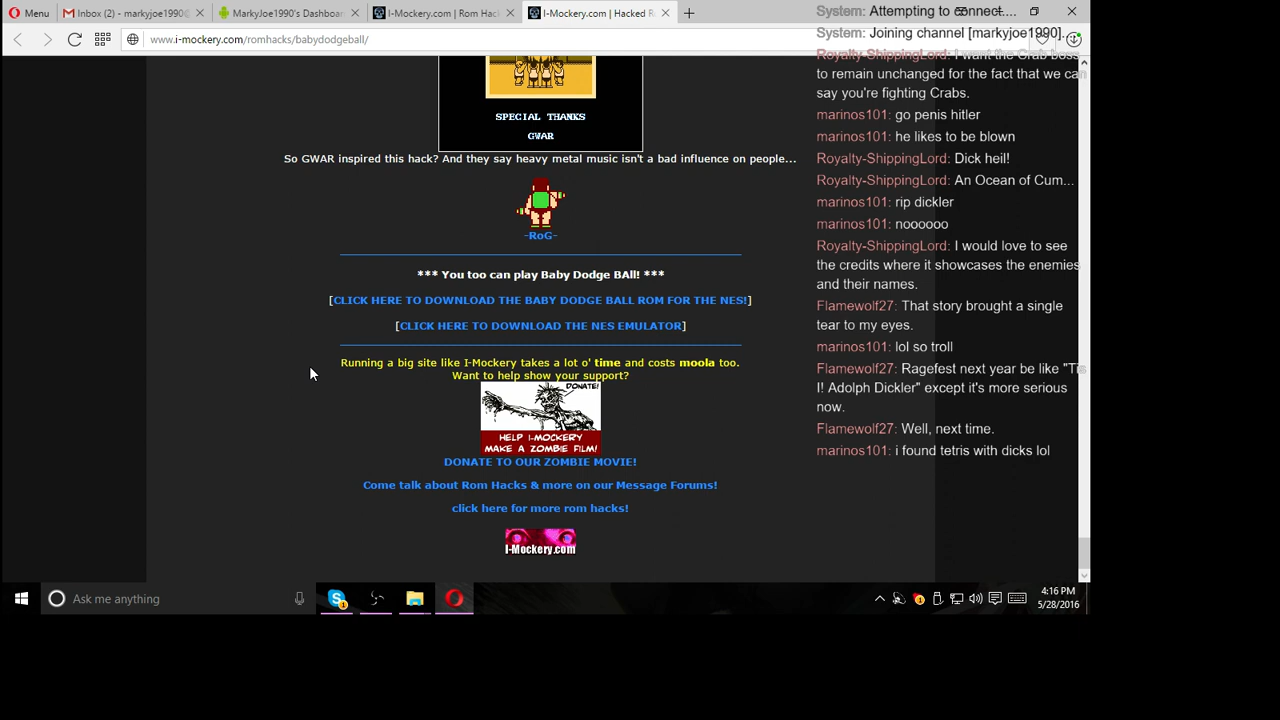 Menu
Inbox (2) - markyjoe1990@
MarkyJoe1990's Dashboar
I-Mockery.com | Rom Hac
I-Mockery.com | Hacked R
www.i-mockery.com/romhacks/babydodgeball/
SPECIAL THANKS
GWAR
So GWAR inspired this hack? And they say heavy metal music isn't a bad influence on people...
-RoG-
*** You too can play Baby Dodge BAll! ***
[CLICK HERE TO DOWNLOAD THE BABY DODGE BALL ROM FOR THE NES!]
[CLICK HERE TO DOWNLOAD THE NES EMULATOR]
Running a big site like I-Mockery takes a lot o' time and costs moola too.
Want to help show your support?
DONATE!
HELP I-MOCKERY
MAKE A ZOMBIE FILM!
DONATE TO OUR ZOMBIE MOVIE!
Come talk about Rom Hacks & more on our Message Forums!
click here for more rom hacks!
I-Mockery.com
System: Attempting to connect....
System: Joining channel [markyjoe1990]...
Royalty-ShippingLord: I want the Crab boss
to remain unchanged for the fact that we can
say you're fighting Crabs.
marinos101: go penis hitler
marinos101: he likes to be blown
Royalty-ShippingLord: Dick heil!
Royalty-ShippingLord: An Ocean of Cum...
marinos101: rip dickler
marinos101: noooooo
Royalty-ShippingLord: I would love to see
the credits where it showcases the enemies
and their names.
Flamewolf27: That story brought a single
tear to my eyes.
marinos101: lol so troll
Flamewolf27: Ragefest next year be like "Tis
I! Adolph Dickler" except it's more serious
now.
Flamewolf27: Well, next time.
marinos101: i found tetris with dicks lol
Ask me anything
4:16 PM
5/28/2016